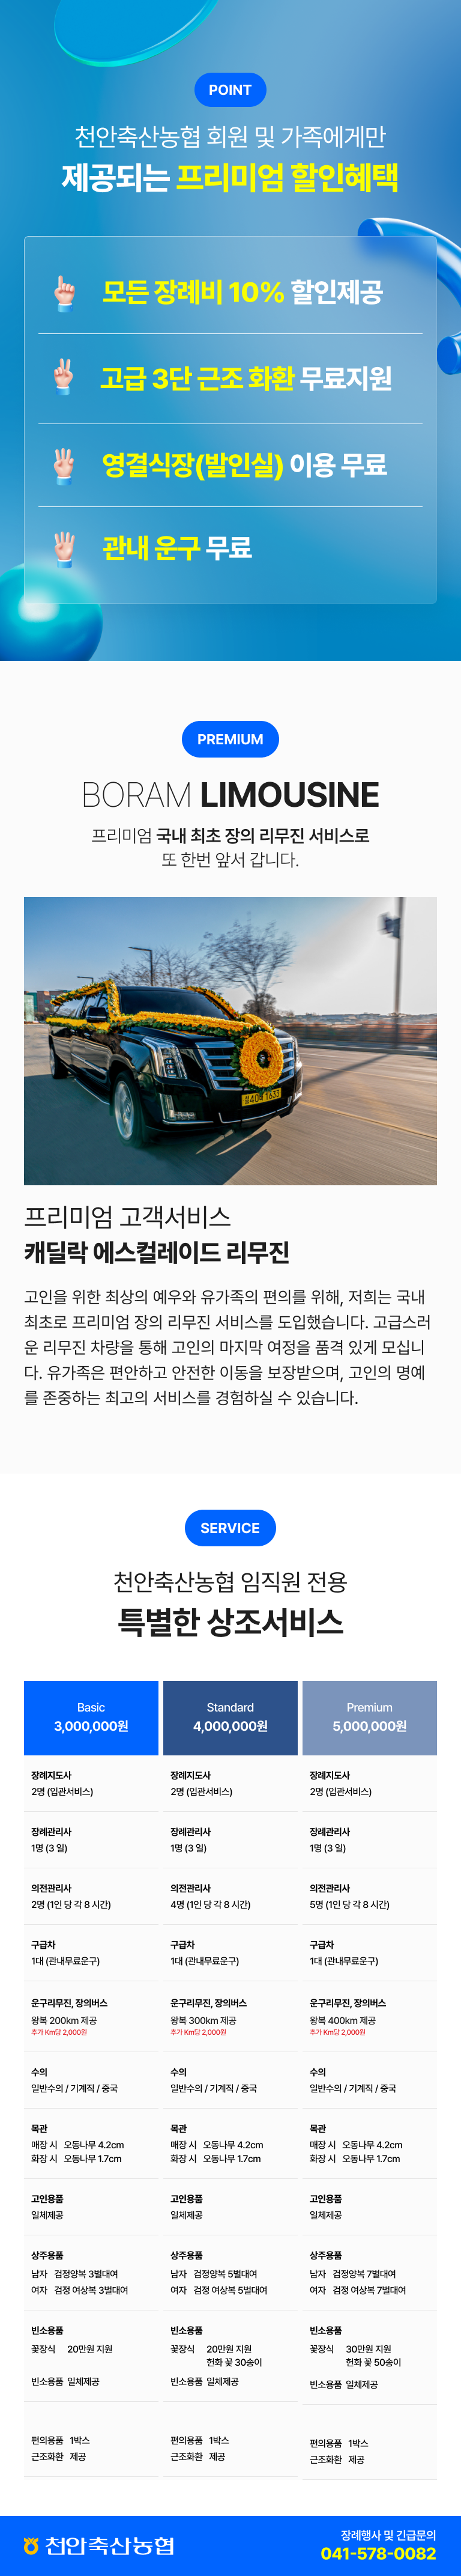 POINT
천안축산농협 회원 및 가족에게만
제공되는 프리미엄 할인혜택
모든 장례비 10% 할인제공
고급 3단 근조 화환 무료지원
영결식장(발인실) 이용 무료
관내 운구 무료
PREMIUM
BORAM LIMOUSINE
프리미엄 국내 최초 장의 리무진 서비스로
또 한번 앞서 갑니다.
프리미엄 고객서비스
캐딜락 에스컬레이드 리무진
고인을 위한 최상의 예우와 유가족의 편의를 위해, 저희는 국내
최초로 프리미엄 장의 리무진 서비스를 도입했습니다. 고급스러
운 리무진 차량을 통해 고인의 마지막 여정을 품격 있게 모십니
다. 유가족은 편안하고 안전한 이동을 보장받으며, 고인의 명예
를 존중하는 최고의 서비스를 경험하실 수 있습니다.
SERVICE
천안축산농협 임직원 전용
특별한 상조서비스
Basic
3,000,000원
장례지도사
2명 (입관서비스)
장례관리사
1명 (3 일)
의전관리사
2명 (1인 당 각 8 시간)
구급차
1대 (관내무료운구)
운구리무진, 장의버스
왕복 200km 제공
추가 Km당 2,000원
수의
일반수의 / 기계직 / 중국
목관
매장 시 오동나무 4.2cm
화장 시 오동나무 1.7cm
고인용품
일체제공
상주용품
남자 검정양복 3벌대여
여자 검정 여상복 3벌대여
빈소용품
꽃장식 20만원 지원
빈소용품 일체제공
편의용품 1박스
근조화환 제공
Standard
4,000,000원
장례지도사
2명 (입관서비스)
장례관리사
1명 (3 일)
의전관리사
4명 (1인 당 각 8 시간)
구급차
1대 (관내무료운구)
운구리무진, 장의버스
왕복 300km 제공
추가 Km당 2,000원
수의
일반수의 / 기계직 / 중국
목관
매장 시 오동나무 4.2cm
화장 시 오동나무 1.7cm
고인용품
일체제공
상주용품
남자 검정양복 5벌대여
여자 검정 여상복 5벌대여
빈소용품
꽃장식 20만원 지원
헌화 꽃 30송이
빈소용품 일체제공
편의용품 1박스
근조화환 제공
Premium
5,000,000원
장례지도사
2명 (입관서비스)
장례관리사
1명 (3 일)
의전관리사
5명 (1인 당 각 8 시간)
구급차
1대 (관내무료운구)
운구리무진, 장의버스
왕복 400km 제공
추가 Km당 2,000원
수의
일반수의 / 기계직 / 중국
목관
매장 시 오동나무 4.2cm
화장 시 오동나무 1.7cm
고인용품
일체제공
상주용품
남자 검정양복 7벌대여
여자 검정 여상복 7벌대여
빈소용품
꽃장식 30만원 지원
헌화 꽃 50송이
빈소용품 일체제공
편의용품 1박스
근조화환 제공
천안축산농협
장례행사 및 긴급문의
041-578-0082